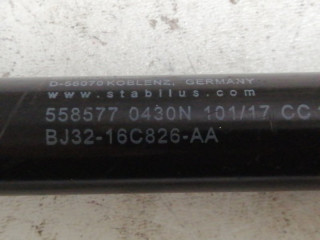 D-56070 KOBLENZ, GERMANY
www.stabilus.com
558577 0430N 101/17 CC
BJ32-16C826-AA